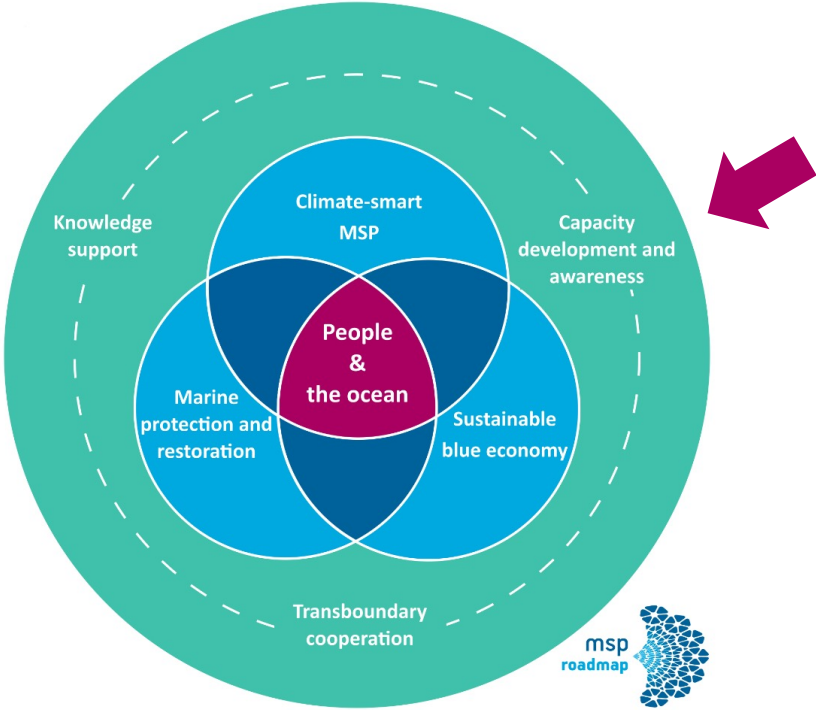 Climate-smart
MSP
Knowledge
support
Capacity
development and
awareness
People
&
the ocean
Marine
protection and
restoration
Sustainable
blue economy
Transboundary
cooperation
msp
roadmap